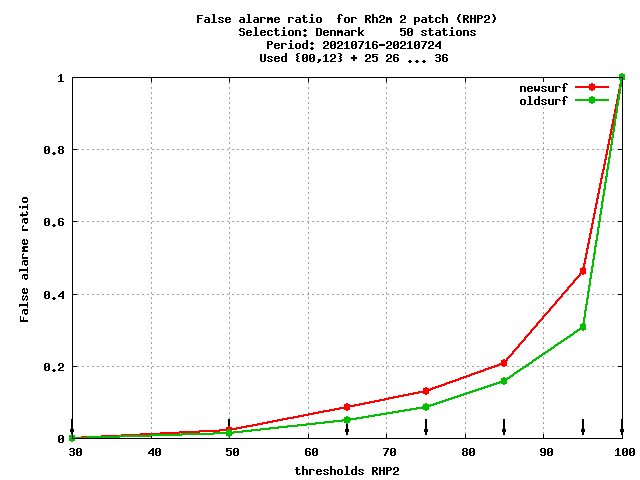 False alarme ratio  for Rh2m 2 patch (RHP2)
Selection: Denmark     50 stations
Period: 20210716-20210724
Used {00,12} + 25 26 ... 36
newsurf
oldsurf
1
0.8
0.6
0.4
0.2
0
False alarme ratio
30 40 50 60 70 80 90 100
thresholds RHP2